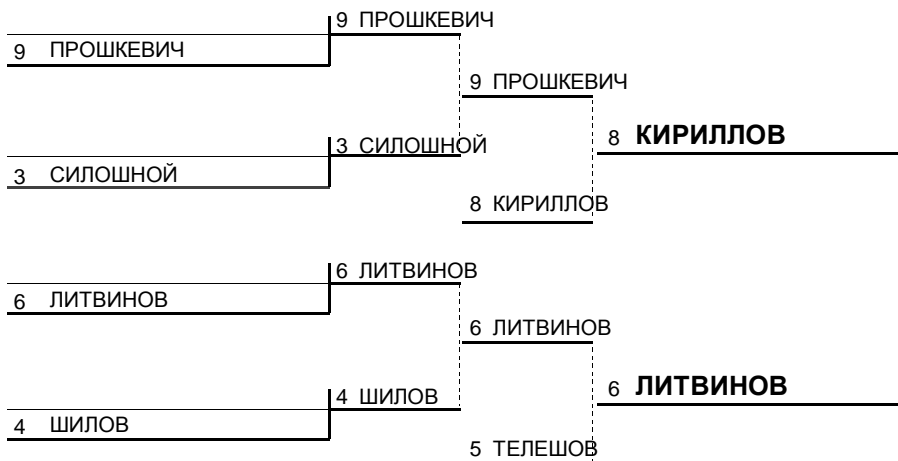 9 ПРОШКЕВИЧ
9 ПРОШКЕВИЧ
9 ПРОШКЕВИЧ
8 КИРИЛЛОВ
3 СИЛОШНОЙ
3 СИЛОШНОЙ
8 КИРИЛЛОВ
6 ЛИТВИНОВ
6 ЛИТВИНОВ
6 ЛИТВИНОВ
6 ЛИТВИНОВ
4 ШИЛОВ
4 ШИЛОВ
5 ТЕЛЕШОВ